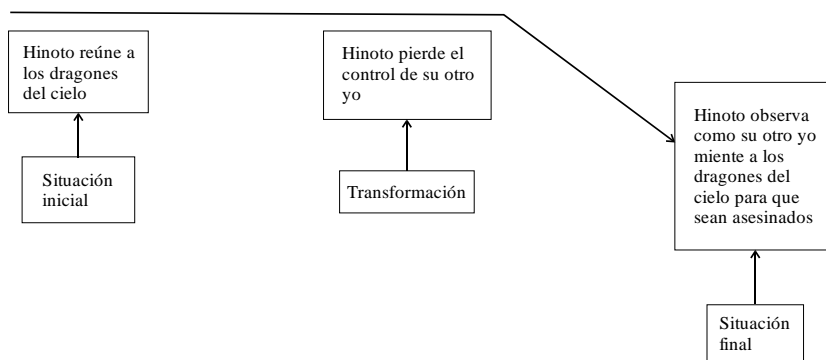 Hinoto reúne a
los dragones
del cielo
Situación
inicial
Hinoto pierde el
control de su otro
yo
Transformación
Hinoto observa
como su otro yo
miente a los
dragones del
cielo para que
sean asesinados
Situación
final